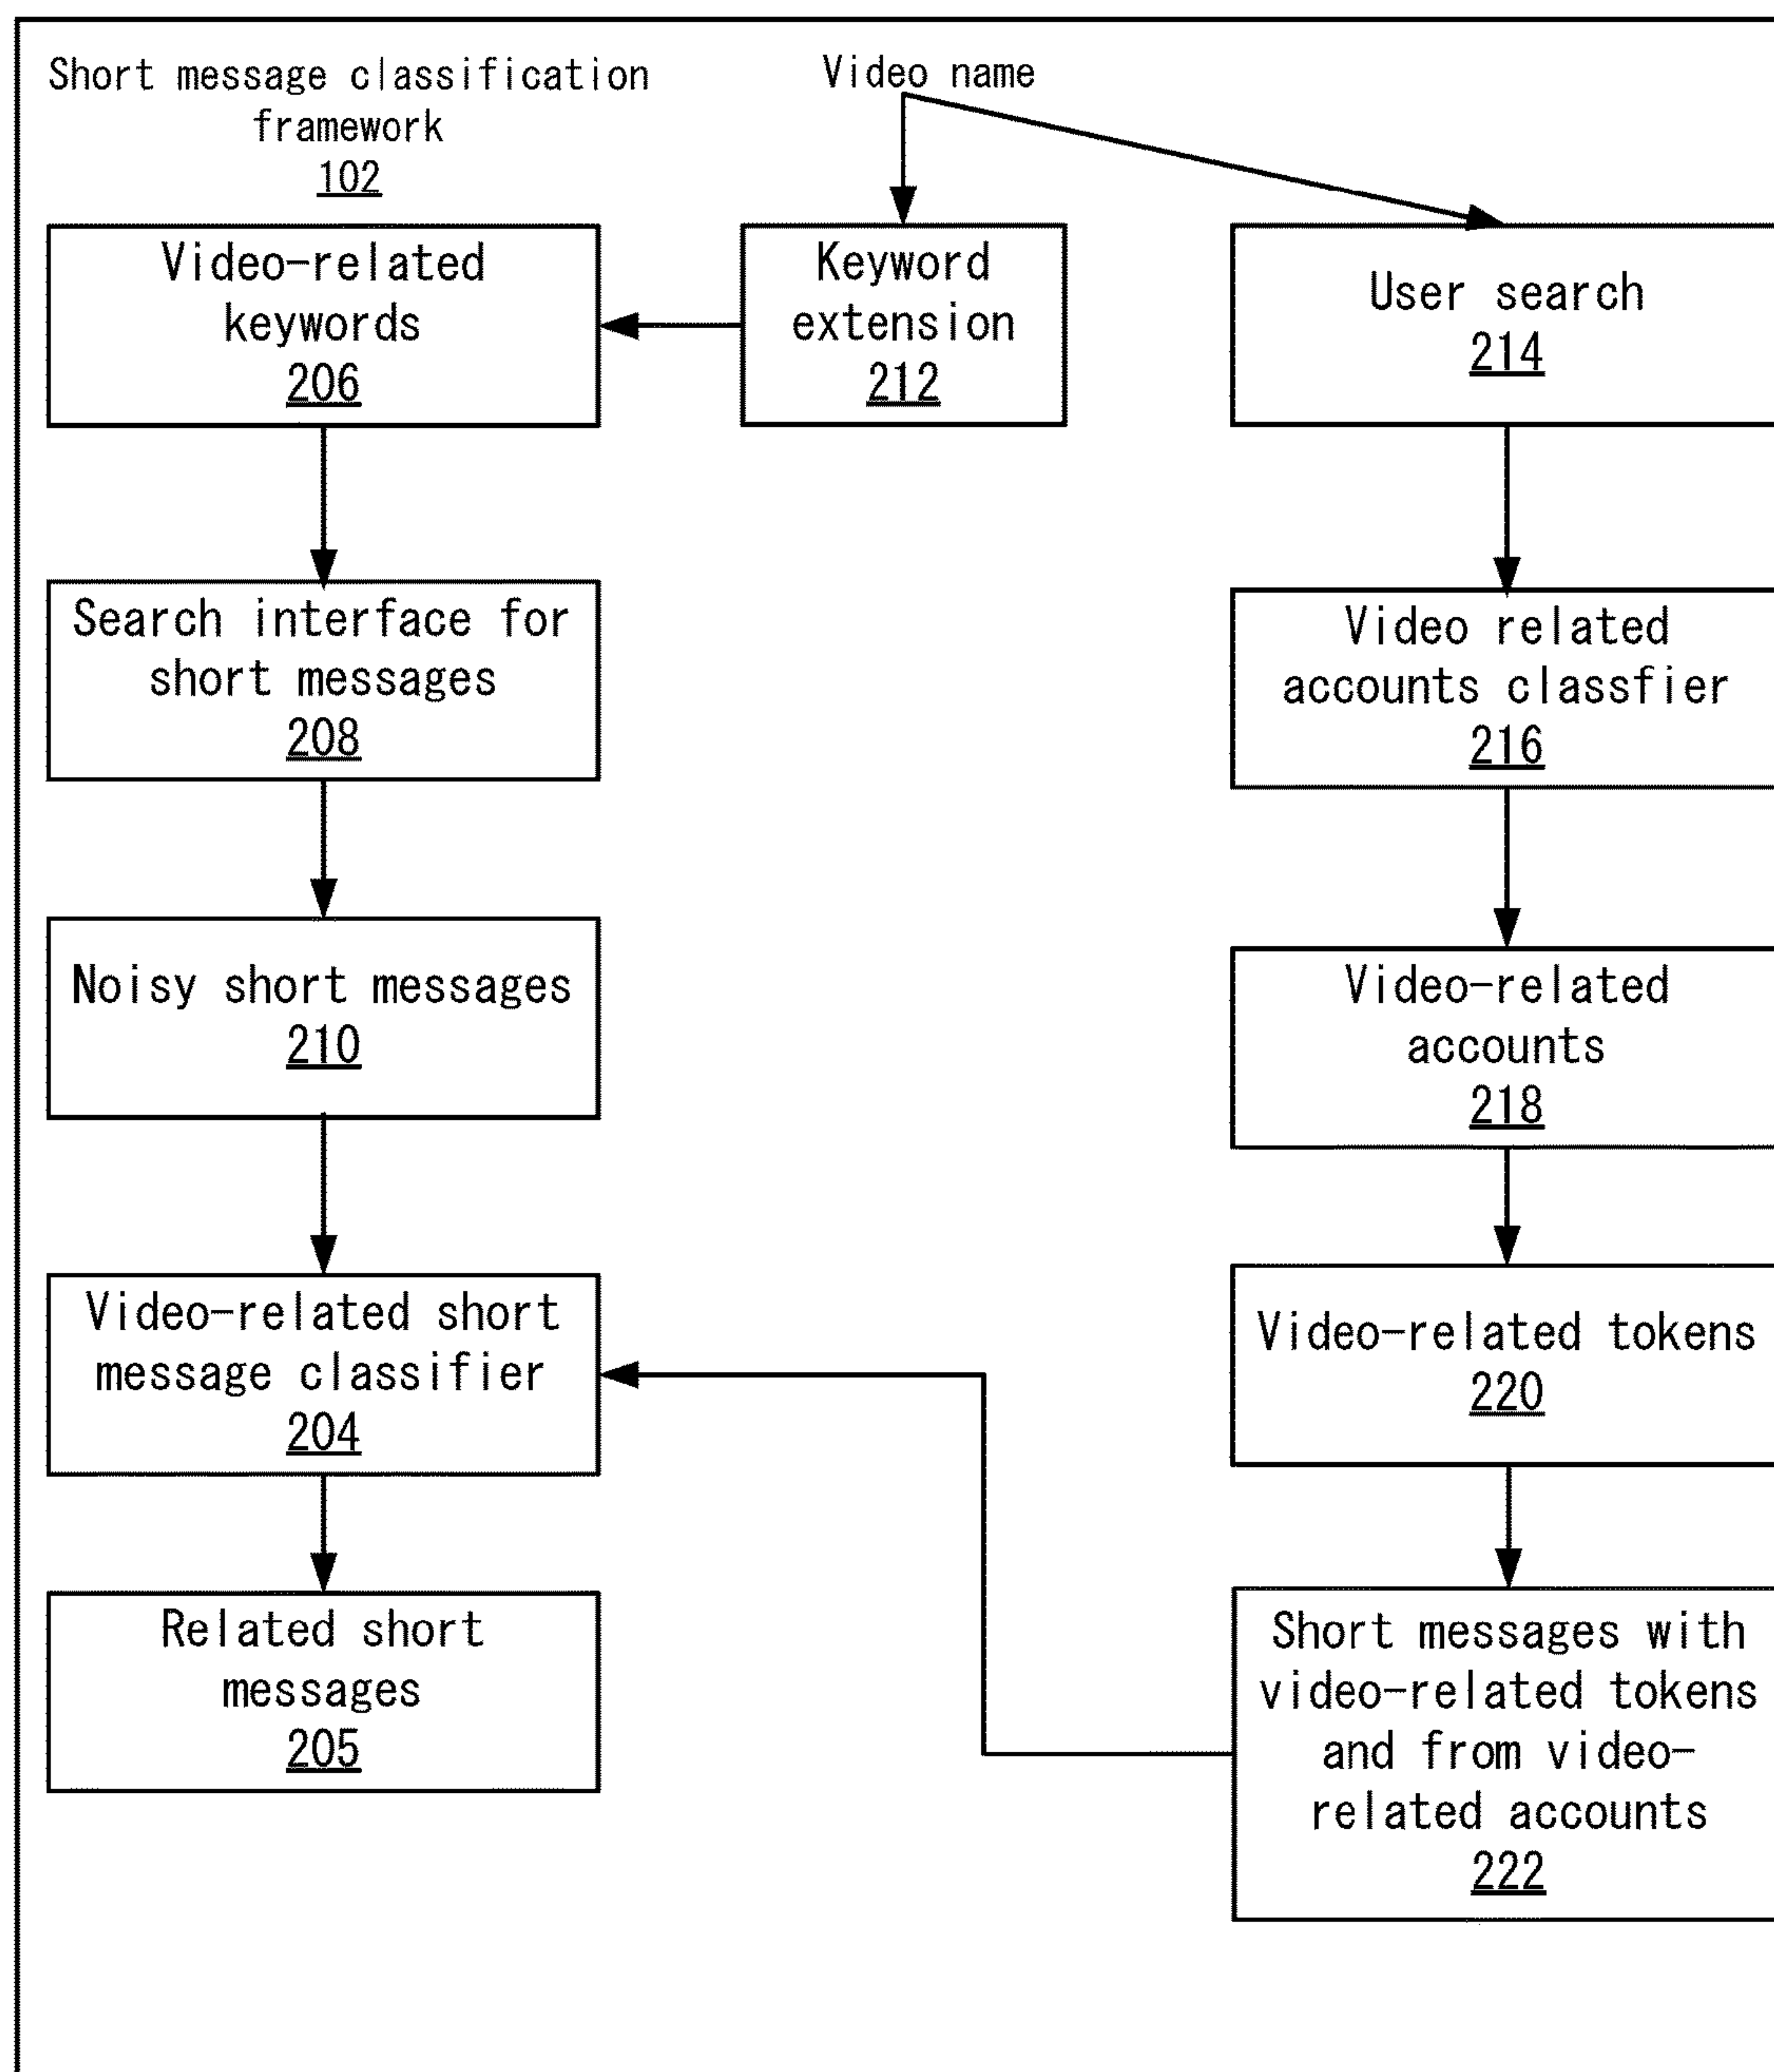 Short message classification
framework
102
Video name
Video-related
keywords
206
Keyword
extension
212
User search
214
Search interface for
short messages
208
Video related
accounts classfier
216
Noisy short messages
210
Video-related
accounts
218
Video-related short
message classifier
204
Video-related tokens
220
Related short
messages
205
Short messages with
video-related tokens
and from video-
related accounts
222